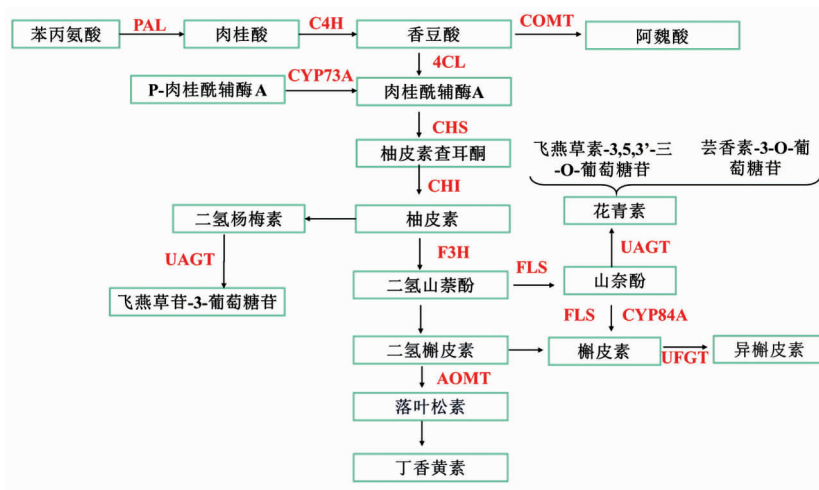 PAL
C4H
COMT
苯丙氨酸
肉桂酸
香豆酸
阿魏酸
4CL
CYP73A
P-肉桂酰辅酶A
肉桂酰辅酶A
CHS
柚皮素查耳酮
飞燕草素-3,5,3’-三
-O-葡萄糖苷
芸香素-3-O-葡
萄糖苷
CHI
二氢杨梅素
柚皮素
花青素
UAGT
F3H
FLS
UAGT
飞燕草苷-3-葡萄糖苷
二氢山萘酚
山奈酚
FLS
CYP84A
二氢槲皮素
槲皮素
UFGT
异槲皮素
AOMT
落叶松素
丁香黄素